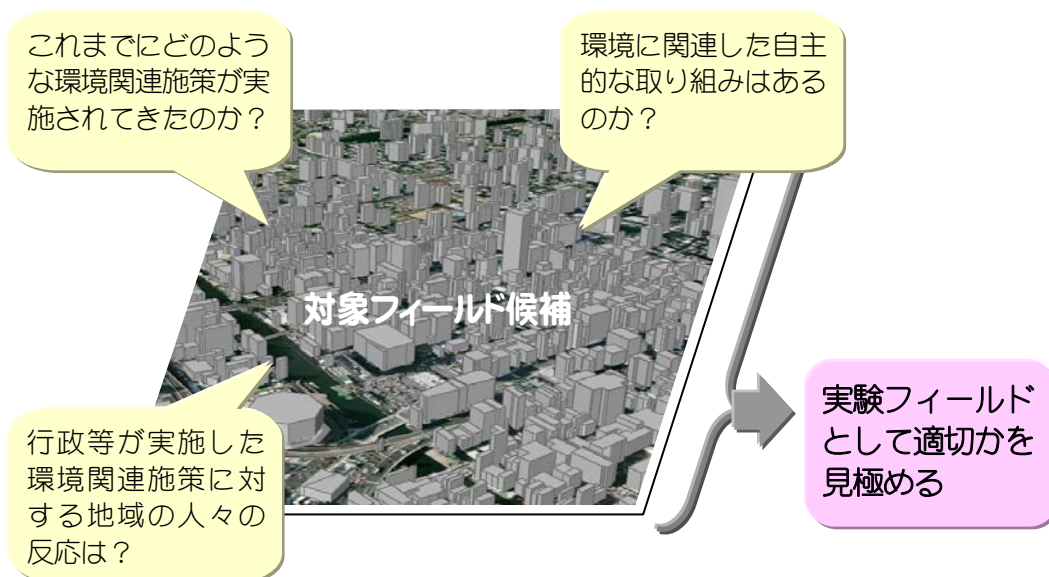 これまでにどのよう
な環境関連施策が実
施されてきたのか？
環境に関連した自主
的な取り組みはある
のか？
対象フィールド候補
行政等が実施した
環境関連施策に対
する地域の人々の
反応は？
実験フィールド
として適切かを
見極める